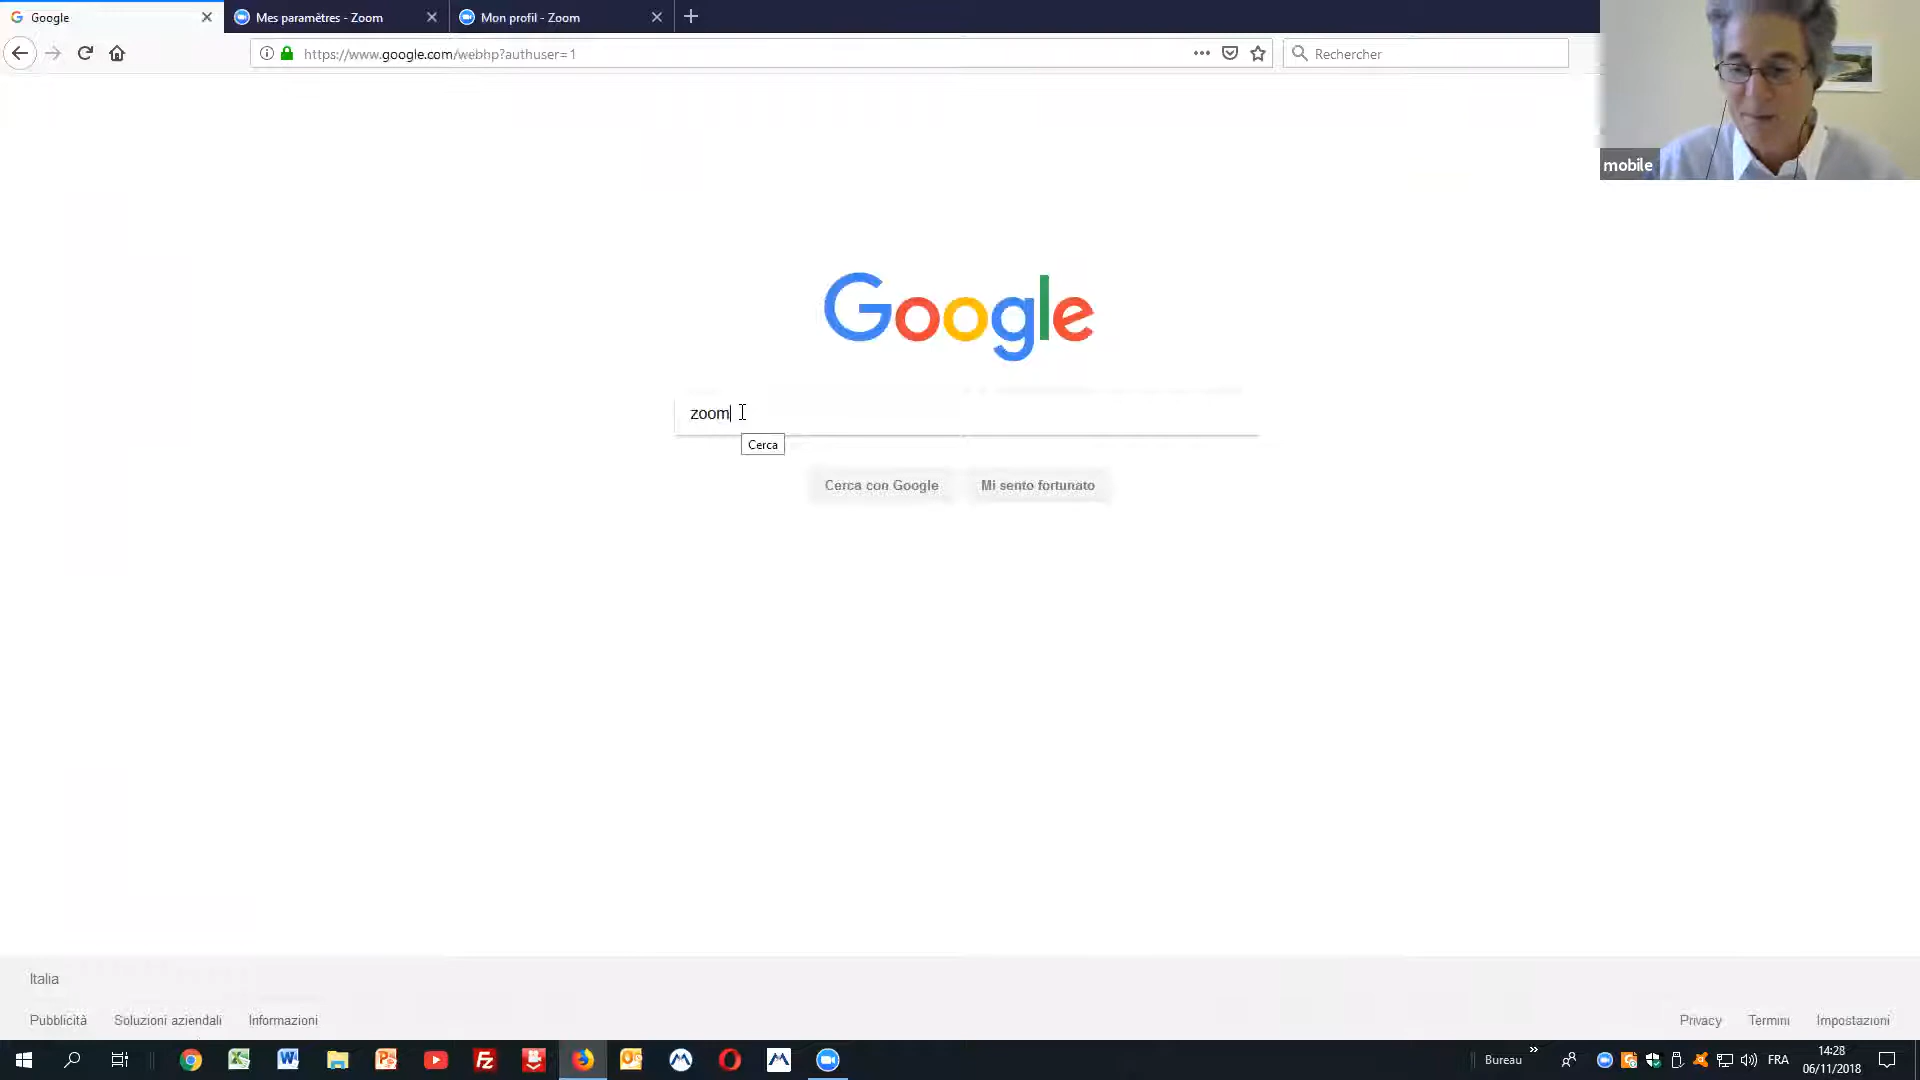 Google
Mes paramètres - Zoom
Mon profil - Zoom
https://www.google.com/webhp?authuser=1
Rechercher
mobile
Google
zoom
Cerca
Cerca con Google
Mi sento fortunato
Italia
Pubblicità
Soluzioni aziendali
Informazioni
Privacy
Termini
Impostazioni
Bureau
FRA
14:28
06/11/2018